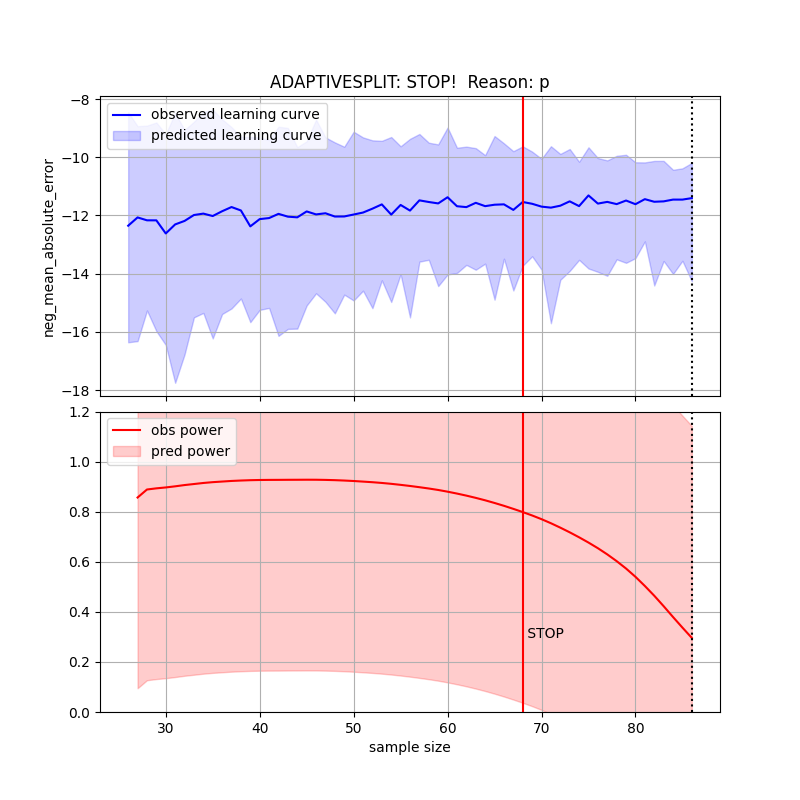 ADAPTIVESPLIT: STOP!  Reason: p
−8
−10
−12
−14
−16
−18
neg_mean_absolute_error
observed learning curve
predicted learning curve
1.2
1.0
0.8
0.6
0.4
0.2
0.0
obs power
pred power
STOP
30
40
50
60
70
80
sample size